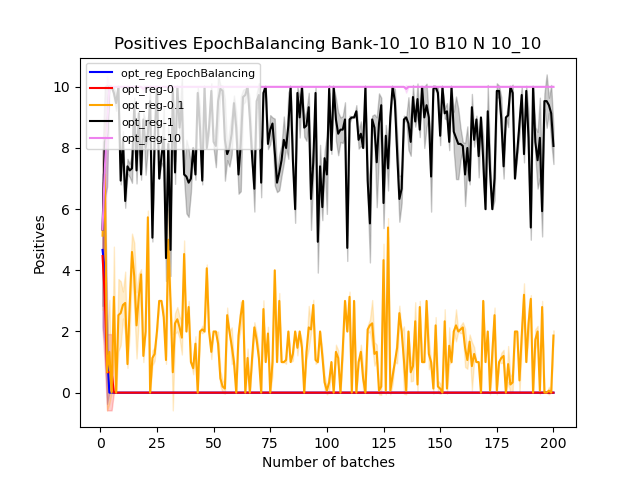 Positives EpochBalancing Bank-10_10 B10 N 10_10
opt_reg EpochBalancing
opt_reg-0
opt_reg-0.1
opt_reg-1
opt_reg-10
10
8
6
4
2
0
Positives
0 25 50 75 100 125 150 175 200
Number of batches